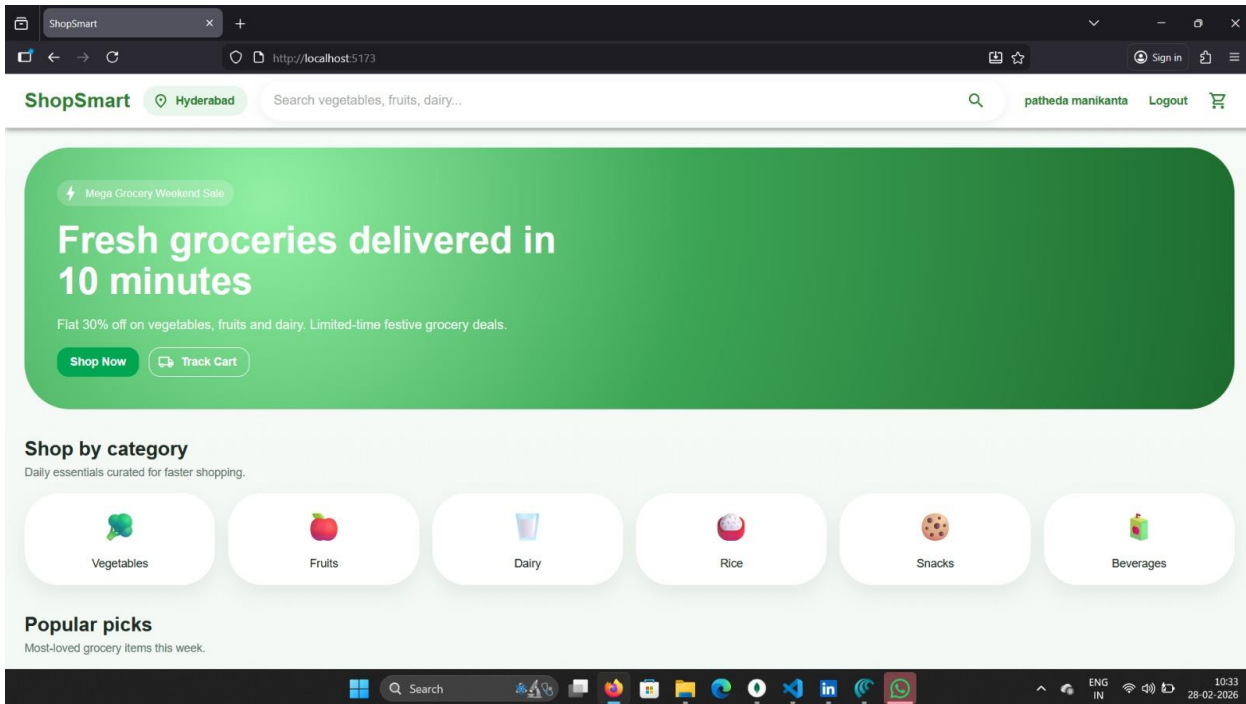 ShopSmart
http://localhost:5173
Sign in
ShopSmart
Hyderabad
Search vegetables, fruits, dairy...
patheda manikanta
Logout
Mega Grocery Weekend Sale
Fresh groceries delivered in
10 minutes
Flat 30% off on vegetables, fruits and dairy. Limited-time festive grocery deals.
Shop Now
Track Cart
Shop by category
Daily essentials curated for faster shopping.
Vegetables
Fruits
Dairy
Rice
Snacks
Beverages
Popular picks
Most-loved grocery items this week.
Search
in
ENG
IN
10:33
28-02-2026